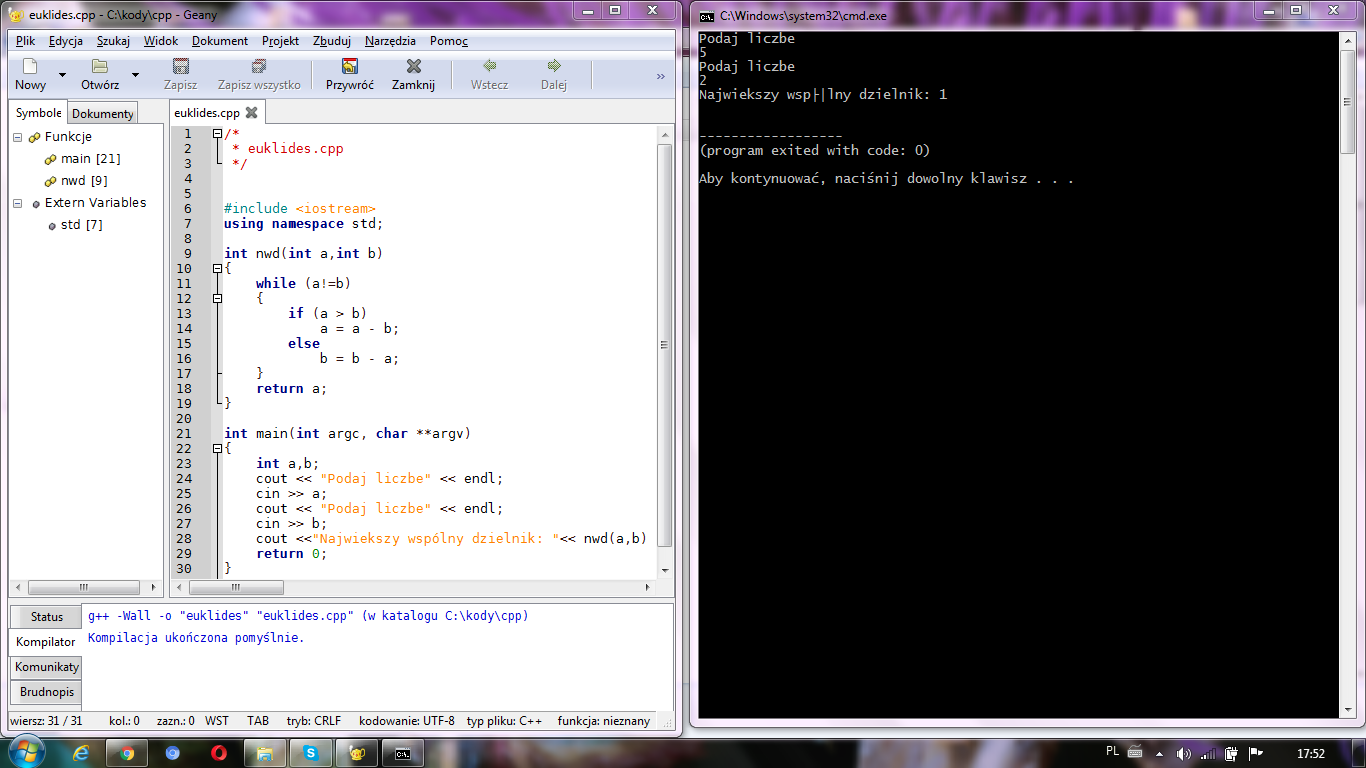 euklides.cpp - C:\kody\cpp - Geany
Plik Edycja Szukaj Widok Dokument Projekt Zbuduj Narzędzia Pomoc
Nowy Otwórz Zapisz Zapisz wszystko Przywróć Zamknij Wstecz Dalej »
Symbole Dokumenty
Funkcje
main [21]
nwd [9]
Extern Variables
std [7]
euklides.cpp
1 /*
2 * euklides.cpp
3 */
4
5
6 #include <iostream>
7 using namespace std;
8
9 int nwd(int a,int b)
10 {
11 while (a!=b)
12 {
13 if (a > b)
14 a = a - b;
15 else
16 b = b - a;
17 }
18 return a;
19 }
20
21 int main(int argc, char **argv)
22 {
23 int a,b;
24 cout << "Podaj liczbe" << endl;
25 cin >> a;
26 cout << "Podaj liczbe" << endl;
27 cin >> b;
28 cout <<"Najwiekszy wspólny dzielnik: "<< nwd(a,b)
29 return 0;
30 }
Status
Kompilator
Komunikaty
Brudnopis
g++ -Wall -o "euklides" "euklides.cpp" (w katalogu C:\kody\cpp)
Kompilacja ukończona pomyślnie.
wiersz: 31 / 31 kol.: 0 zazn.: 0 WST TAB tryb: CRLF kodowanie: UTF-8 typ pliku: C++ funkcja: nieznany
C:\Windows\system32\cmd.exe
Podaj liczbe
5
Podaj liczbe
2
Najwiekszy wsp├│lny dzielnik: 1
------------------
(program exited with code: 0)
Aby kontynuować, naciśnij dowolny klawisz . . .
PL 17:52